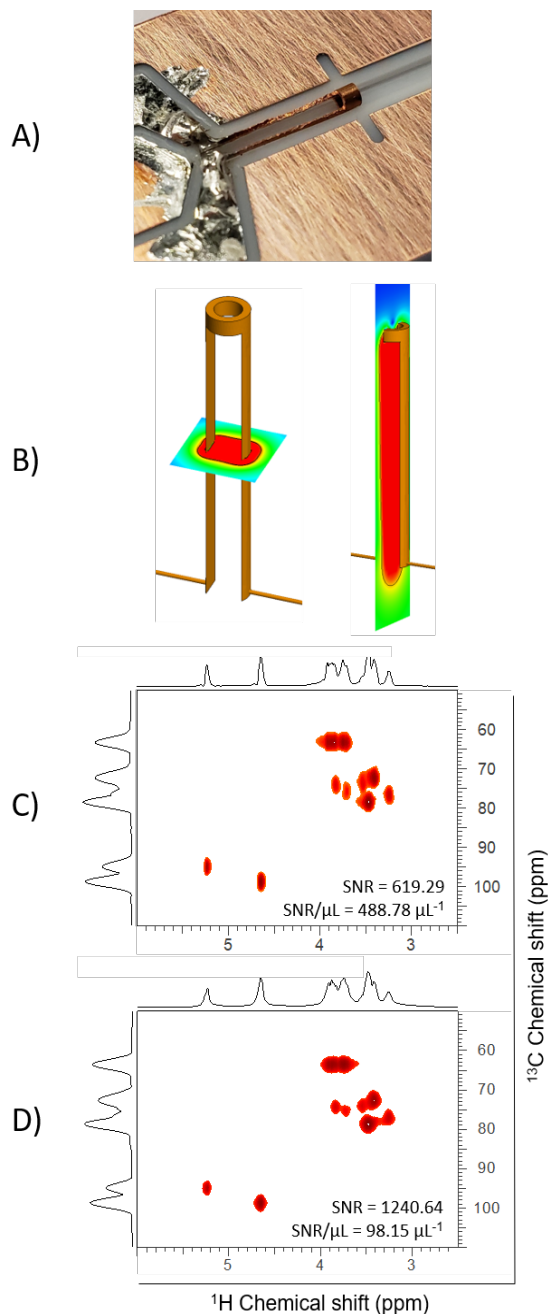 A)
B)
C)
60
70
80
90
100
SNR = 619.29
SNR/µL = 488.78 µL⁻¹
5
4
3
D)
60
70
80
90
100
SNR = 1240.64
SNR/µL = 98.15 µL⁻¹
5
4
3
¹³C Chemical shift (ppm)
¹H Chemical shift (ppm)